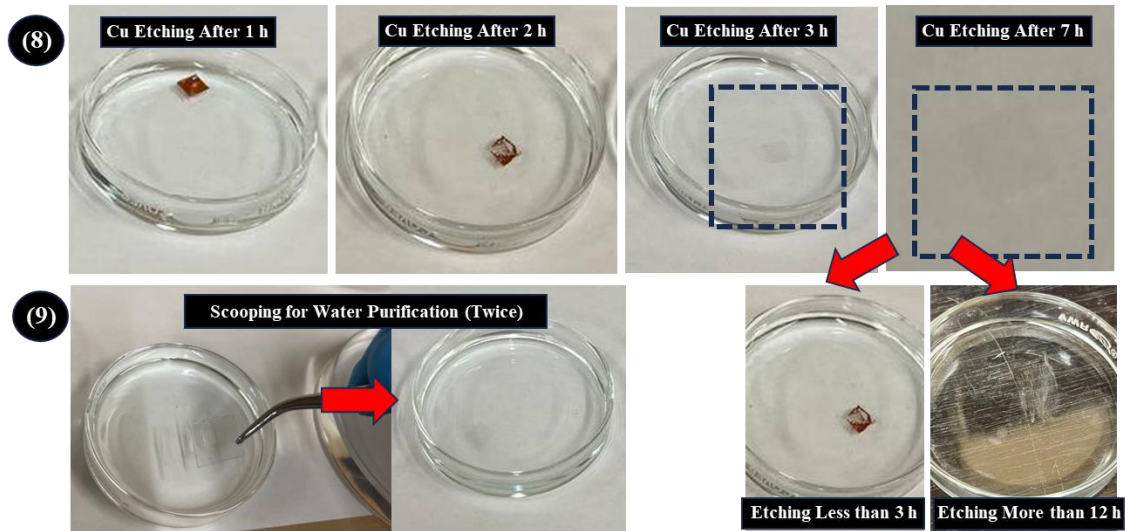 (8)
Cu Etching After 1 h
Cu Etching After 2 h
Cu Etching After 3 h
Cu Etching After 7 h
(9)
Scooping for Water Purification (Twice)
Etching Less than 3 h
Etching More than 12 h